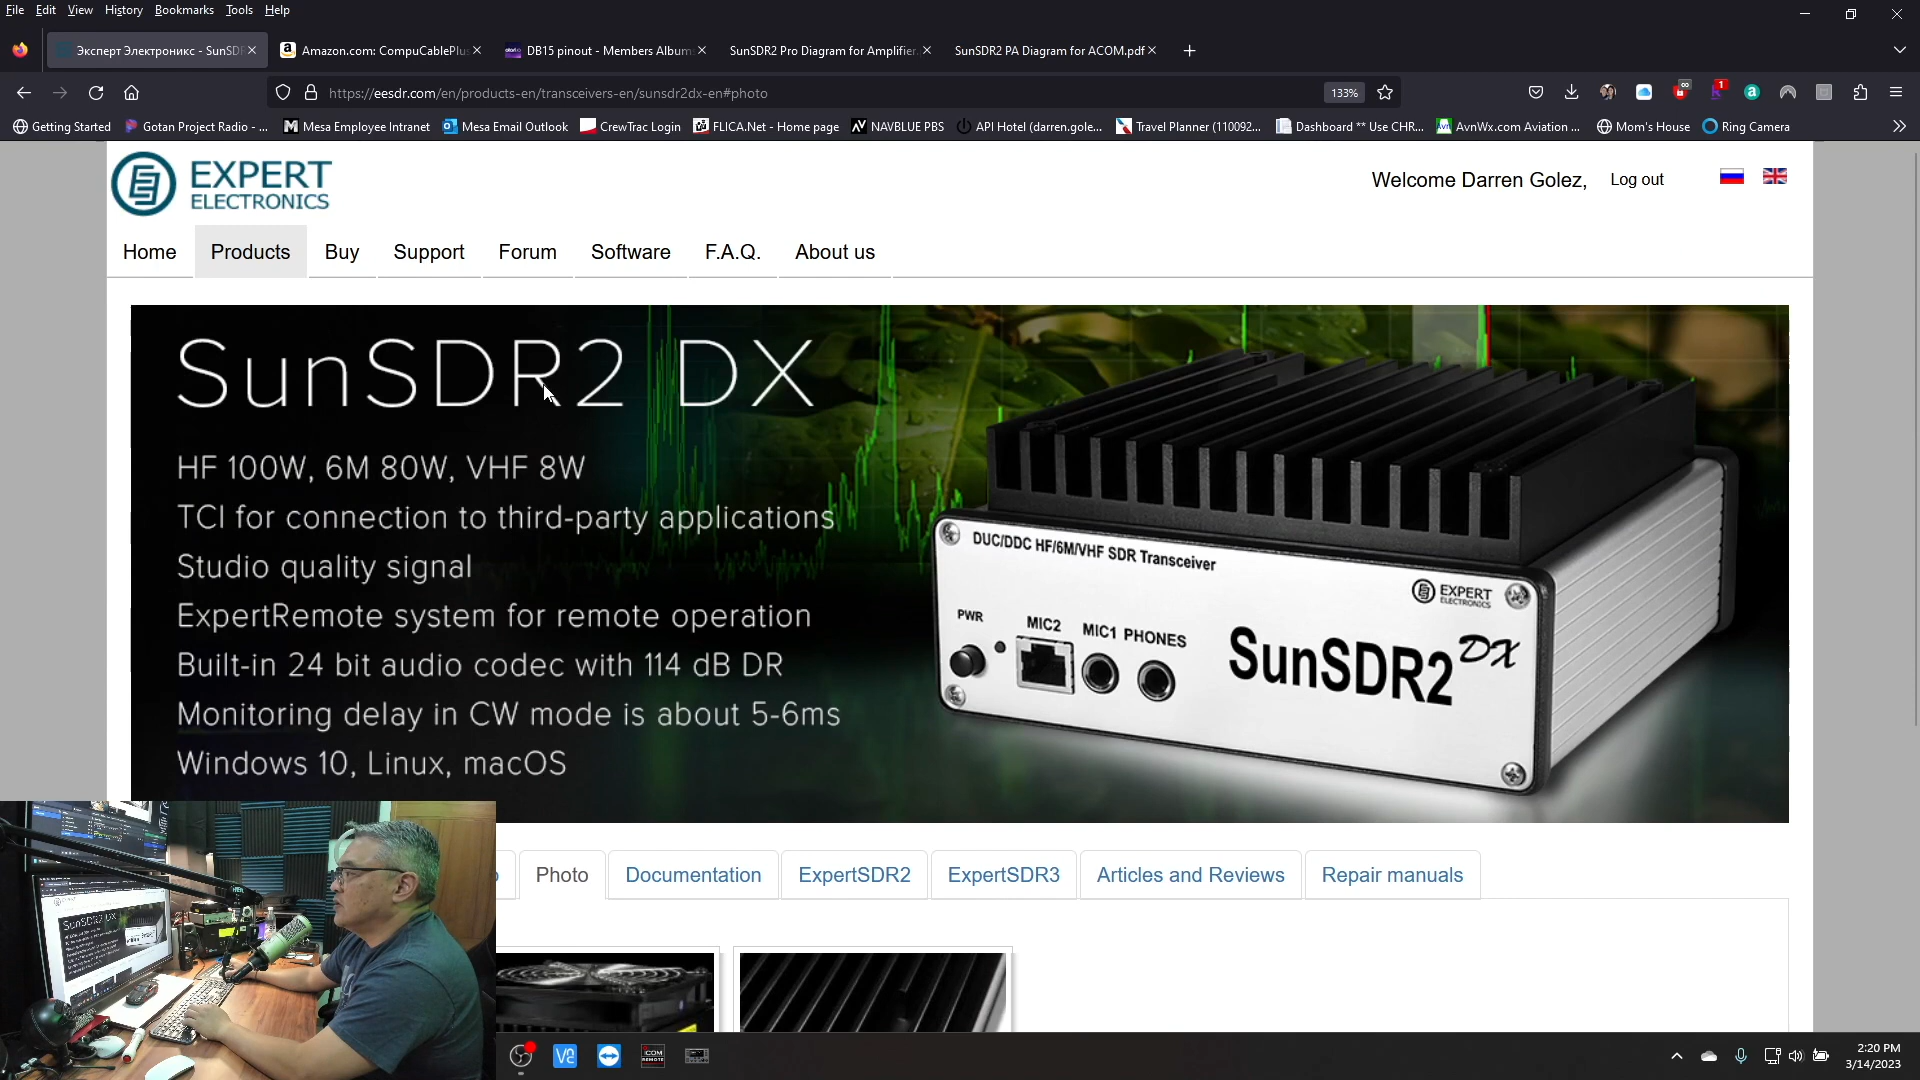 File Edit View History Bookmarks Tools Help
Эксперт Электроникс - SunSDR
Amazon.com: CompuCablePlus
DB15 pinout - Members Album
SunSDR2 Pro Diagram for Amplifier
SunSDR2 PA Diagram for ACOM.pdf
https://eesdr.com/en/products-en/transceivers-en/sunsdr2dx-en#photo
133%
Getting Started
Gotan Project Radio - ...
Mesa Employee Intranet
Mesa Email Outlook
CrewTrac Login
FLICA.Net - Home page
NAVBLUE PBS
API Hotel (darren.gole...
Travel Planner (110092...
Dashboard ** Use CHR...
AvnWx.com Aviation ...
Mom's House
Ring Camera
EXPERT
ELECTRONICS
Welcome Darren Golez,
Log out
Home Products Buy Support Forum Software F.A.Q. About us
SunSDR2 DX
HF 100W, 6M 80W, VHF 8W
TCI for connection to third-party applications
Studio quality signal
ExpertRemote system for remote operation
Built-in 24 bit audio codec with 114 dB DR
Monitoring delay in CW mode is about 5-6ms
Windows 10, Linux, macOS
DUC/DDC HF/6M/VHF SDR Transceiver
EXPERT
ELECTRONICS
PWR
MIC2
MIC1 PHONES
SunSDR2 DX
Photo
Documentation
ExpertSDR2
ExpertSDR3
Articles and Reviews
Repair manuals
SunSDR2 DX
V2
ICOM
REMOTE
2:20 PM
3/14/2023